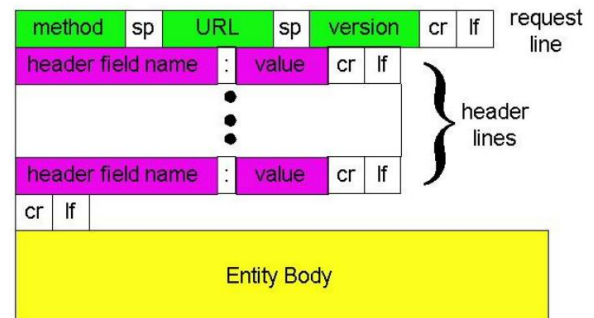 method sp URL sp version cr lf request line
header field name : value cr lf
header lines
header field name : value cr lf
cr lf
Entity Body